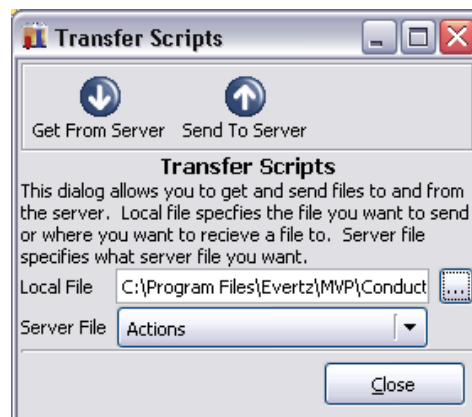 Transfer Scripts
Get From Server Send To Server
Transfer Scripts
This dialog allows you to get and send files to and from
the server. Local file specfies the file you want to send
or where you want to recieve a file to. Server file
specifies what server file you want.
Local File C:\Program Files\Evertz\MVP\Conduct ...
Server File Actions
Close